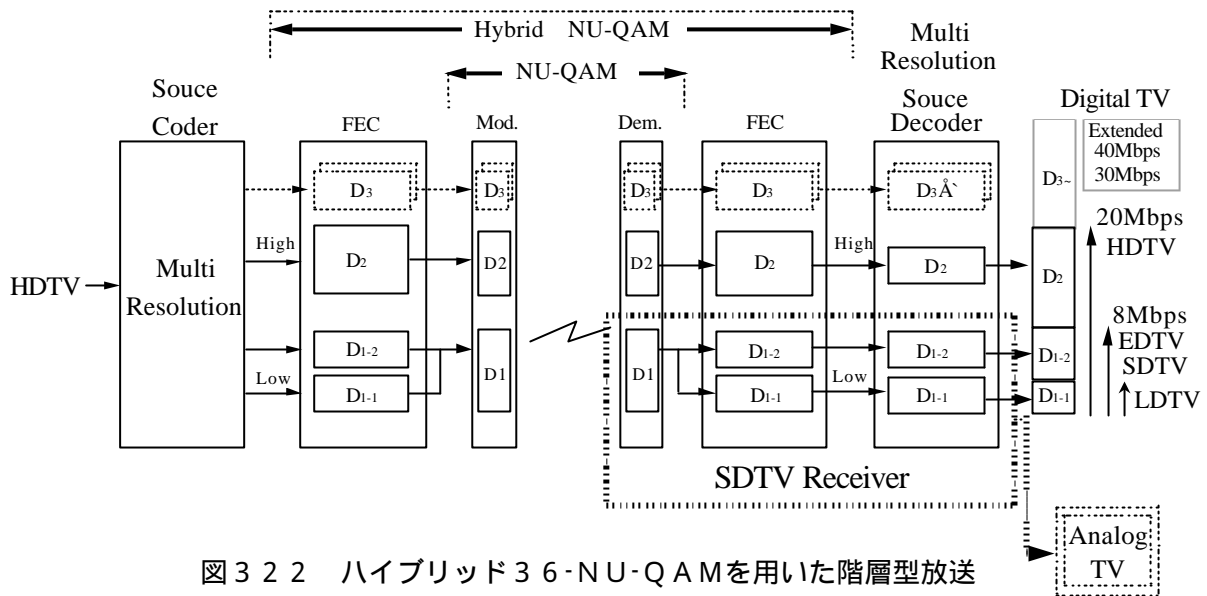 Hybrid NU-QAM
NU-QAM
Multi
Resolution
Souce
Coder
FEC
Mod.
Dem.
FEC
Souce
Decoder
Digital TV
Extended
40Mbps
30Mbps
D3
D3
D3
D3
D3Å`
D3~
20Mbps
HDTV
High
D2
D2
D2
D2
High
D2
D2
HDTV
Multi
Resolution
8Mbps
EDTV
SDTV
LDTV
D1-2
D1
D1
D1-2
D1-2
D1-2
Low
D1-1
D1-1
Low
D1-1
D1-1
SDTV Receiver
Analog
TV
図３２２ ハイブリッド３６-ＮＵ-ＱＡＭを用いた階層型放送